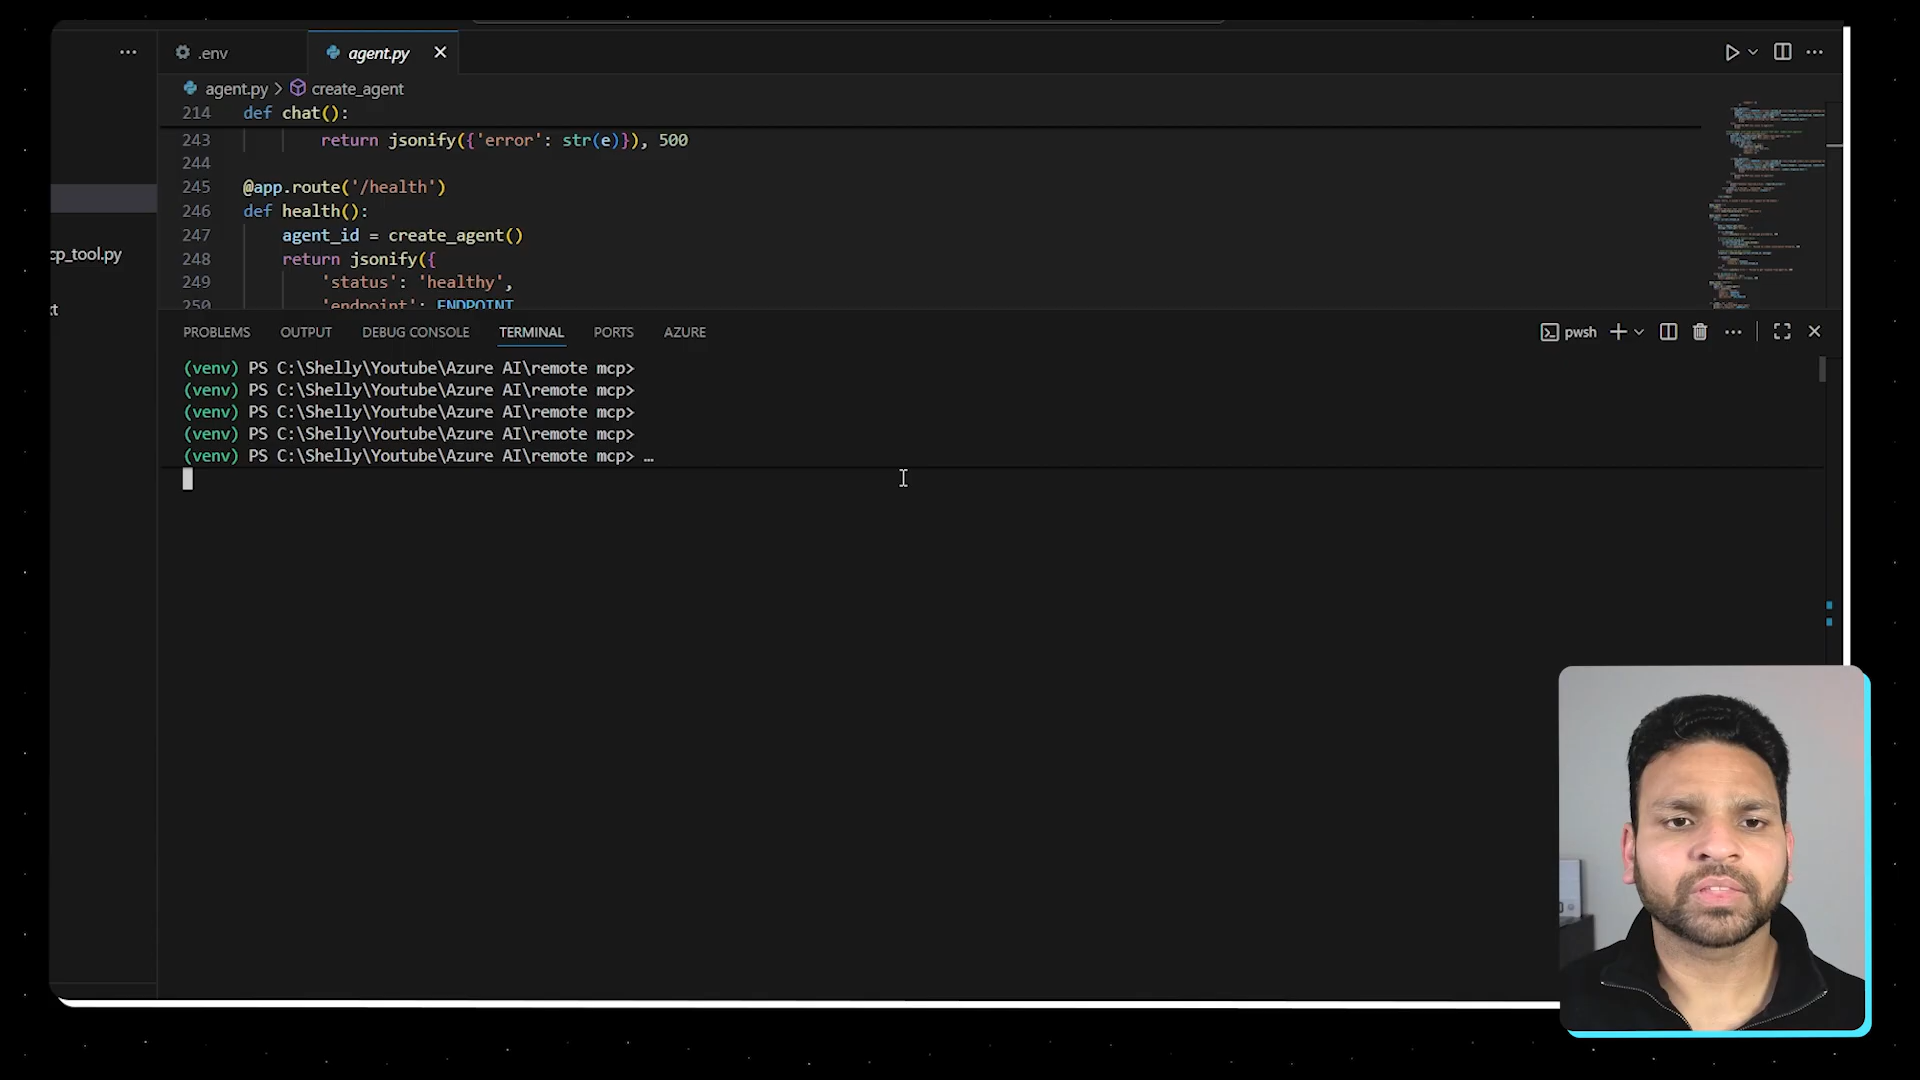 .env
agent.py
agent.py > create_agent
214 def chat():
243 return jsonify({'error': str(e)}), 500
244
245 @app.route('/health')
246 def health():
247 agent_id = create_agent()
248 return jsonify({
249 'status': 'healthy',
250 'endpoint': ENDPOINT
cp_tool.py
t
PROBLEMS OUTPUT DEBUG CONSOLE TERMINAL PORTS AZURE
pwsh
(venv) PS C:\Shelly\Youtube\Azure AI\remote mcp>
(venv) PS C:\Shelly\Youtube\Azure AI\remote mcp>
(venv) PS C:\Shelly\Youtube\Azure AI\remote mcp>
(venv) PS C:\Shelly\Youtube\Azure AI\remote mcp>
(venv) PS C:\Shelly\Youtube\Azure AI\remote mcp> …